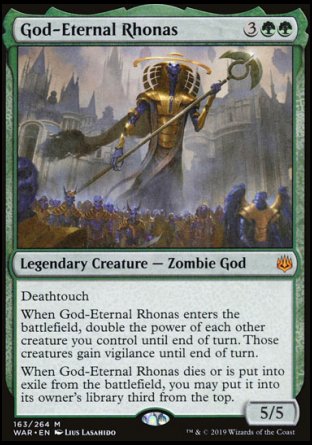 God-Eternal Rhonas 3
Legendary Creature — Zombie God
Deathtouch
When God-Eternal Rhonas enters the
battlefield, double the power of each other
creature you control until end of turn. Those
creatures gain vigilance until end of turn.
When God-Eternal Rhonas dies or is put into
exile from the battlefield, you may put it into
its owner's library third from the top.
5/5
163/264 M
WAR • EN Lius Lasahido
™ & © 2019 Wizards of the Coast